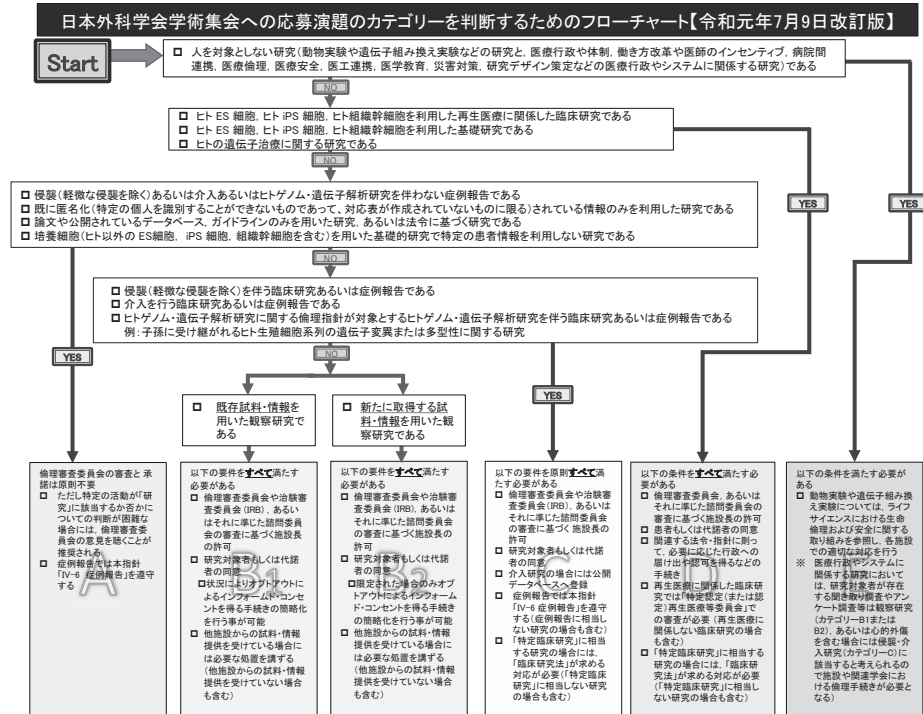 日本外科学会学術集会への応募演題のカテゴリーを判断するためのフローチャート【令和元年7月9日改訂版】
Start
□ 人を対象としない研究(動物実験や遺伝子組み換え実験などの研究と, 医療行政や体制, 働き方改革や医師のインセンティブ, 病院間
連携, 医療倫理, 医療安全, 医工連携, 医学教育, 災害対策, 研究デザイン策定などの医療行政やシステムに関係する研究)である
NO
□ ヒト ES 細胞, ヒト iPS 細胞, ヒト組織幹細胞を利用した再生医療に関係した臨床研究である
□ ヒト ES 細胞, ヒト iPS 細胞, ヒト組織幹細胞を利用した基礎研究である
□ ヒトの遺伝子治療に関する研究である
NO
□ 侵襲(軽微な侵襲を除く)あるいは介入あるいはヒトゲノム・遺伝子解析研究を伴わない症例報告である
□ 既に匿名化(特定の個人を識別することができないものであって、対応表が作成されていないものに限る)されている情報のみを利用した研究である
□ 論文や公開されているデータベース, ガイドラインのみを用いた研究, あるいは法令に基づく研究である
□ 培養細胞(ヒト以外の ES細胞, iPS 細胞, 組織幹細胞を含む)を用いた基礎的研究で特定の患者情報を利用しない研究である
YES
YES
NO
□ 侵襲(軽微な侵襲を除く)を伴う臨床研究あるいは症例報告である
□ 介入を行う臨床研究あるいは症例報告である
□ ヒトゲノム・遺伝子解析研究に関する倫理指針が対象とするヒトゲノム・遺伝子解析研究を伴う臨床研究あるいは症例報告である
例:子孫に受け継がれるヒト生殖細胞系列の遺伝子変異または多型性に関する研究
YES
NO
YES
□ 既存試料・情報を
用いた観察研究で
ある
□ 新たに取得する試
料・情報を用いた観
察研究である
A
倫理審査委員会の審査と承
諾は原則不要
□ ただし特定の活動が「研
究」に該当するか否かに
ついての判断が困難な
場合には, 倫理審査委
員会の意見を聴くことが
推奨される
□ 症例報告では本指針
「Ⅳ-6 症例報告」を遵守
する
B1
以下の要件をすべて満たす
必要がある
□ 倫理審査委員会や治験審
査委員会(IRB), あるい
はそれに準じた諮問委員
会の審査に基づく施設長
の許可
□ 研究対象者もしくは代諾
者の同意
□状況によりオプトアウト
によるインフォームド・コンセ
ントを得る手続きの簡略化
を行う事が可能
□ 他施設からの試料・情報
提供を受けている場合に
は必要な処置を講ずる
(他施設からの試料・情報
提供を受けていない場合
も含む)
B2
以下の要件をすべて満たす
必要がある
□ 倫理審査委員会や治験審
査委員会(IRB), あるい
はそれに準じた諮問委員
会の審査に基づく施設長
の許可
□ 研究対象者もしくは代諾
者の同意
□限定された場合のみオ
プトアウトによるインフォーム
ド・コンセントを得る手続き
の簡略化を行う事が可能
□ 他施設からの試料・情報
提供を受けている場合に
は必要な処置を講ずる
(他施設からの試料・情報
提供を受けていない場合
も含む)
C
以下の要件を原則すべて満
たす必要がある
□ 倫理審査委員会や治験審
査委員会(IRB), あるい
はそれに準じた諮問委員
会の審査に基づく施設長
の許可
□ 研究対象者もしくは代諾
者の同意
□ 介入研究の場合には公開
データベースへ登録
□ 症例報告では本指針
「Ⅳ-6 症例報告」を遵守
する(症例報告に相当し
ない研究の場合も含む)
□ 「特定臨床研究」に相当
する研究の場合には,
「臨床研究法」が求める
対応が必要(「特定臨床
研究」に相当しない研究
の場合も含む)
D
以下の条件をすべて満たす必
要がある
□ 倫理審査委員会, あるいは
それに準じた諮問委員会の
審査に基づく施設長の許可
□ 患者もしくは代諾者の同意
□ 関連する法令・指針に則っ
て, 必要に応じた行政への
届け出や認可を得るなどの
手続き
□ 再生医療に関係した臨床研究
では「特定認定(または認
定)再生医療等委員会」で
の審査が必要 (再生医療に
関係しない臨床研究の場合
も含む)
□ 「特定臨床研究」に相当する
研究の場合には, 「臨床研
究法」が求める対応が必要
(「特定臨床研究」に相当し
ない研究の場合も含む)
以下の条件を満たす必要が
ある
□ 動物実験や遺伝子組み換
え実験については, ライフ
サイエンスにおける生命
倫理および安全に関する
取り組みを参照し, 各施設
での適切な対応を行う
※ 医療行政やシステムに
関係する研究において
は, 研究対象者が存在
する聞き取り調査やアン
ケート調査等は観察研究
(カテゴリーB1または
B2), あるいは心的外傷
を含む場合には侵襲・介
入研究(カテゴリーC)に
該当すると考えられるの
で施設や関連学会にお
ける倫理手続きが必要と
なる)